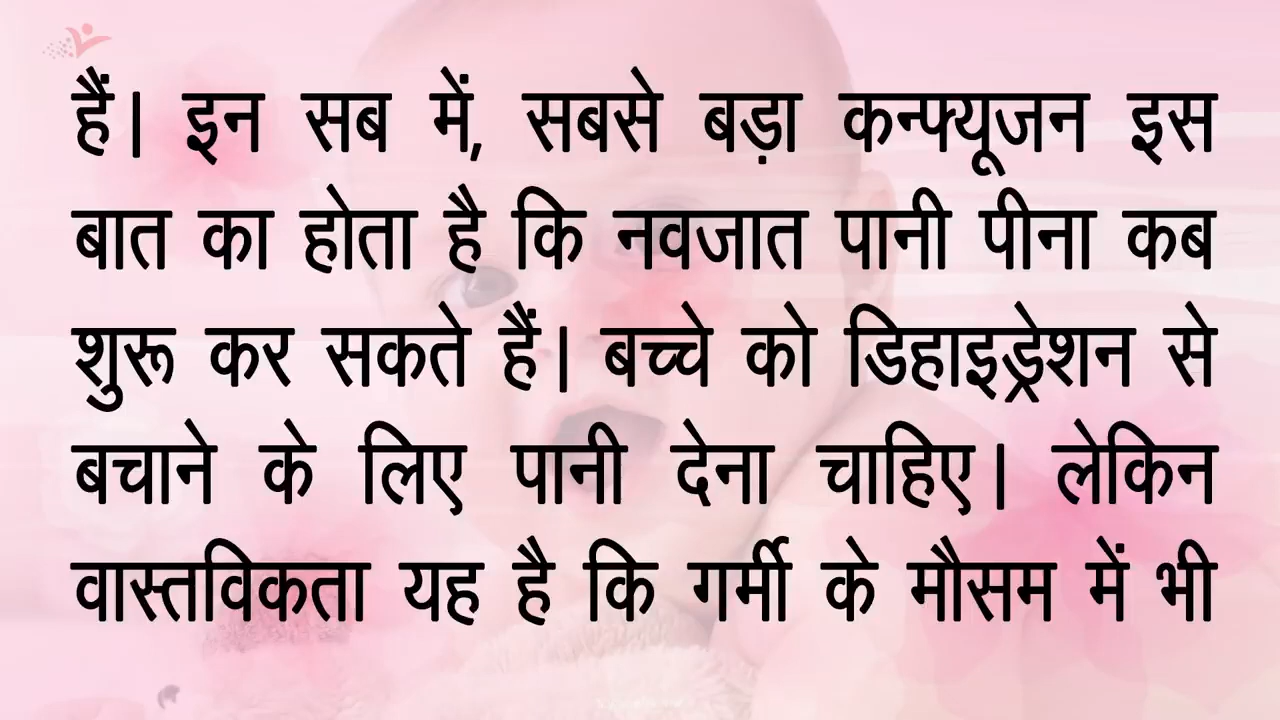 हैं। इन सब में, सबसे बड़ा कन्फ्यूजन इस
बात का होता है कि नवजात पानी पीना कब
शुरू कर सकते हैं। बच्चे को डिहाइड्रेशन से
बचाने के लिए पानी देना चाहिए। लेकिन
वास्तविकता यह है कि गर्मी के मौसम में भी